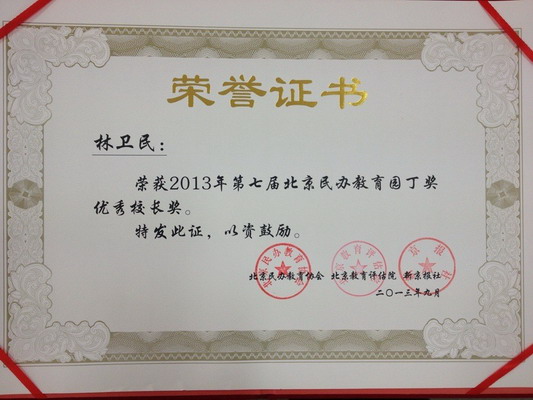 荣誉证书
林卫民：
荣获2013年第七届北京民办教育园丁奖
优秀校长奖。
特发此证，以资鼓励。
北京民办教育协会 北京教育评估院 新京报社
二〇一三年九月